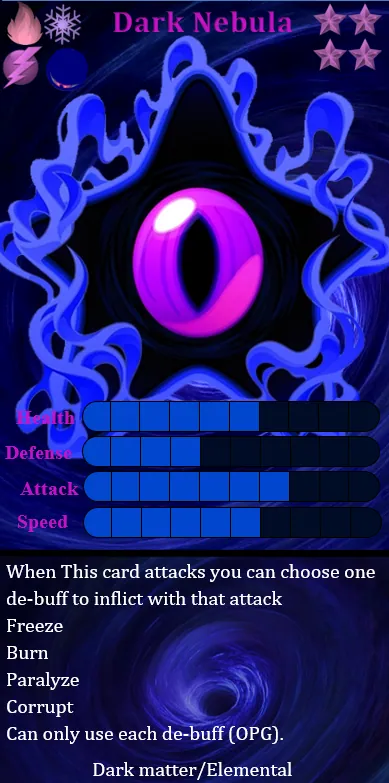 Dark Nebula
Health
Defense
Attack
Speed
When This card attacks you can choose one
de-buff to inflict with that attack
Freeze
Burn
Paralyze
Corrupt
Can only use each de-buff (OPG).
Dark matter/Elemental